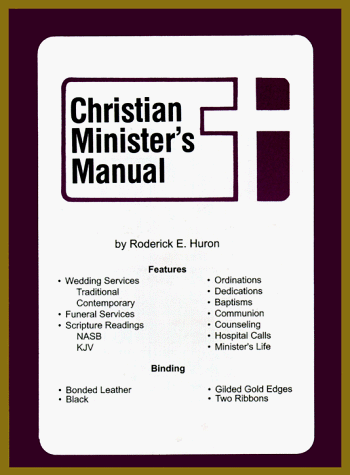 Christian
Minister's
Manual
by Roderick E. Huron
Features
• Wedding Services
Traditional
Contemporary
• Funeral Services
• Scripture Readings
NASB
KJV
• Ordinations
• Dedications
• Baptisms
• Communion
• Counseling
• Hospital Calls
• Minister's Life
Binding
• Bonded Leather
• Black
• Gilded Gold Edges
• Two Ribbons